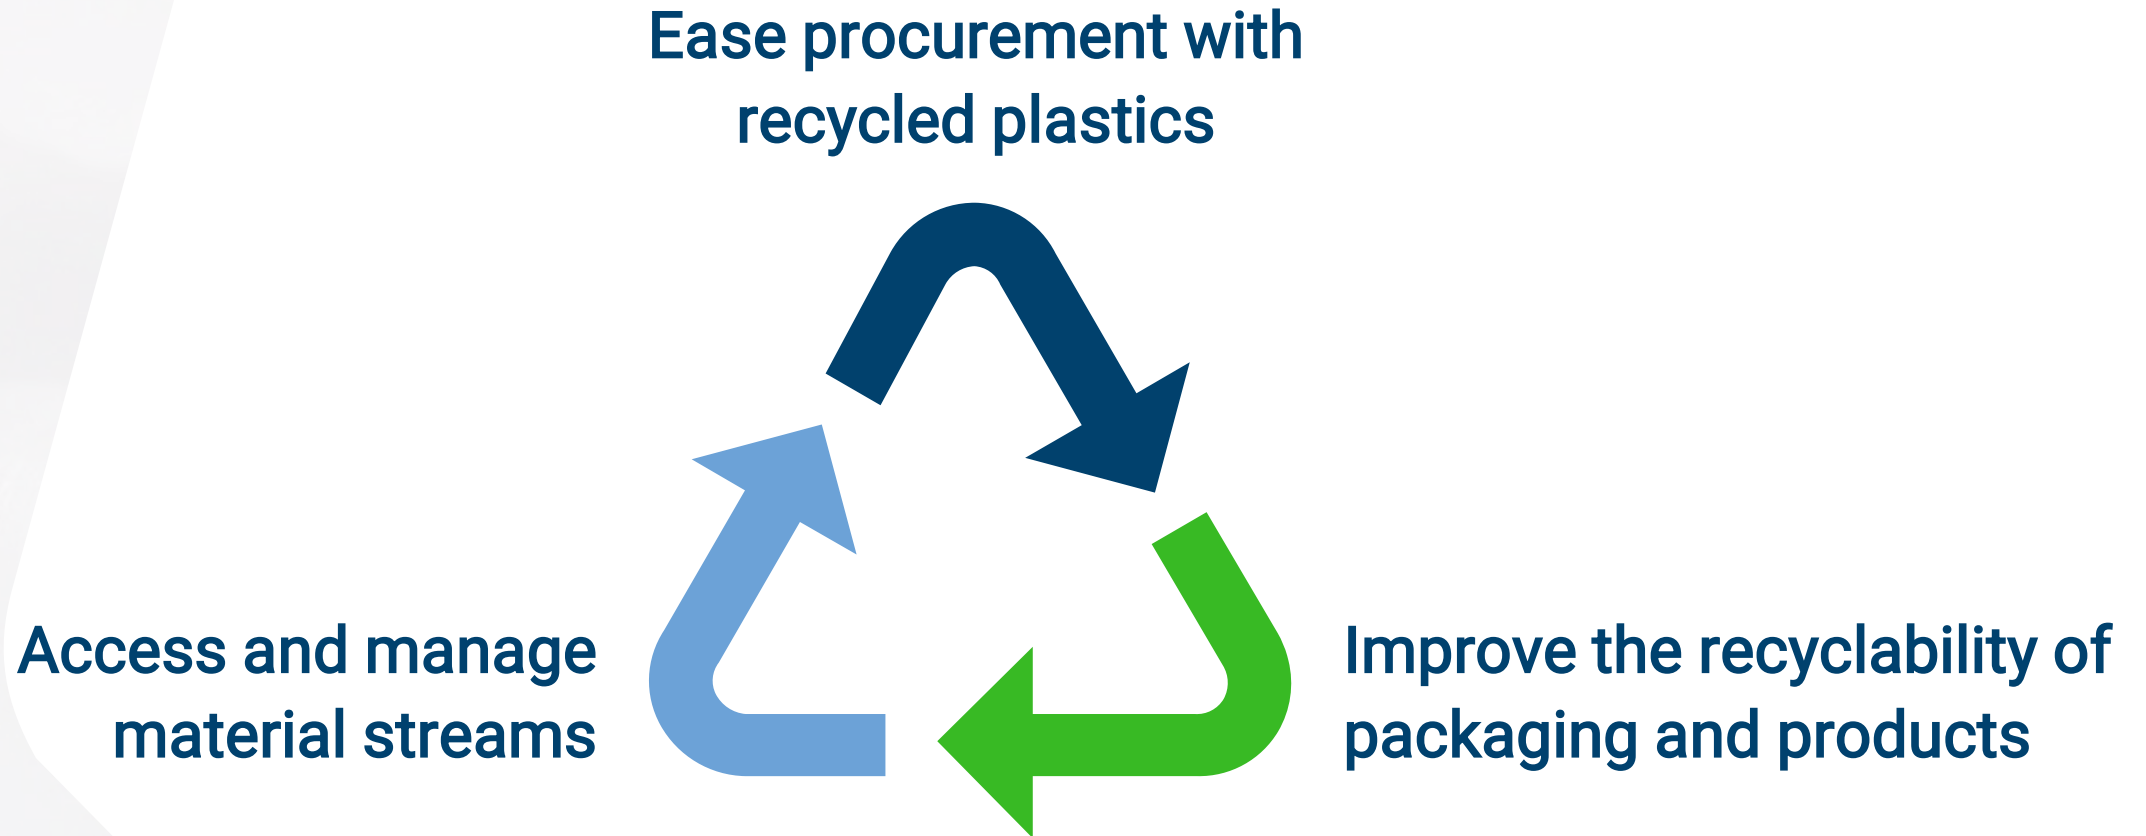 Ease procurement with
recycled plastics
Access and manage
material streams
Improve the recyclability of
packaging and products